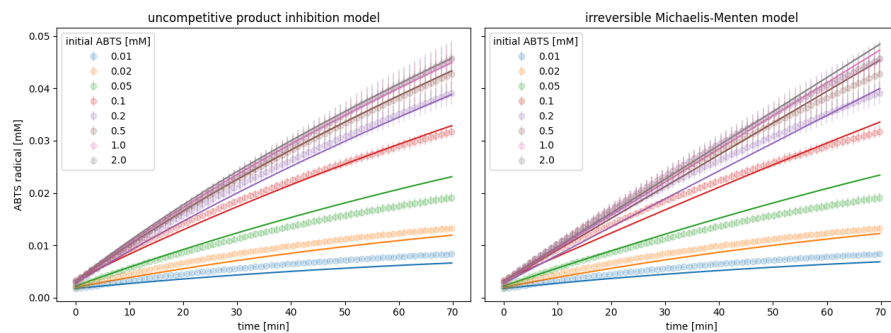 uncompetitive product inhibition model
irreversible Michaelis-Menten model
0.05
0.04
0.03
0.02
0.01
0.00
ABTS radical [mM]
initial ABTS [mM]
0.01
0.02
0.05
0.1
0.2
0.5
1.0
2.0
initial ABTS [mM]
0.01
0.02
0.05
0.1
0.2
0.5
1.0
2.0
0 10 20 30 40 50 60 70
0 10 20 30 40 50 60 70
time [min]
time [min]